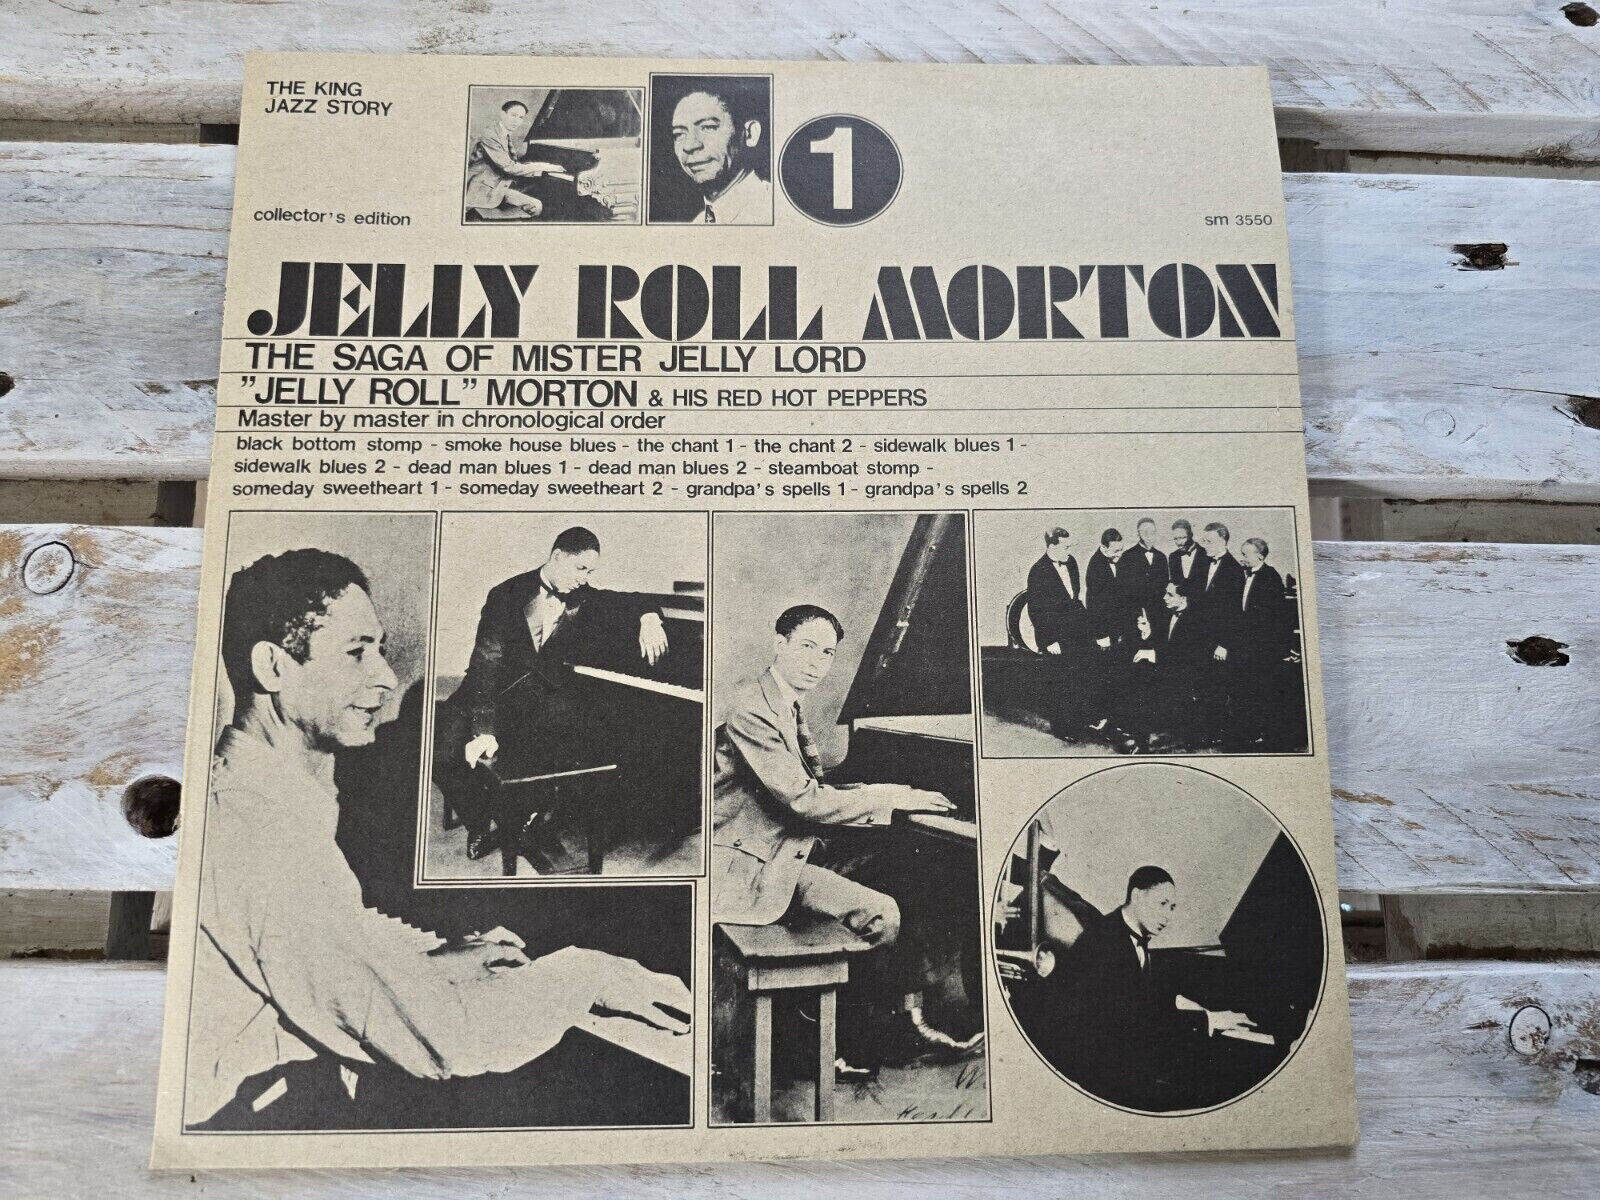 THE KING
JAZZ STORY
1
collector's edition
sm 3550
JELLY ROLL MORTON
THE SAGA OF MISTER JELLY LORD
"JELLY ROLL" MORTON & HIS RED HOT PEPPERS
Master by master in chronological order
black bottom stomp - smoke house blues - the chant 1 - the chant 2 - sidewalk blues 1 -
sidewalk blues 2 - dead man blues 1 - dead man blues 2 - steamboat stomp -
someday sweetheart 1 - someday sweetheart 2 - grandpa's spells 1 - grandpa's spells 2